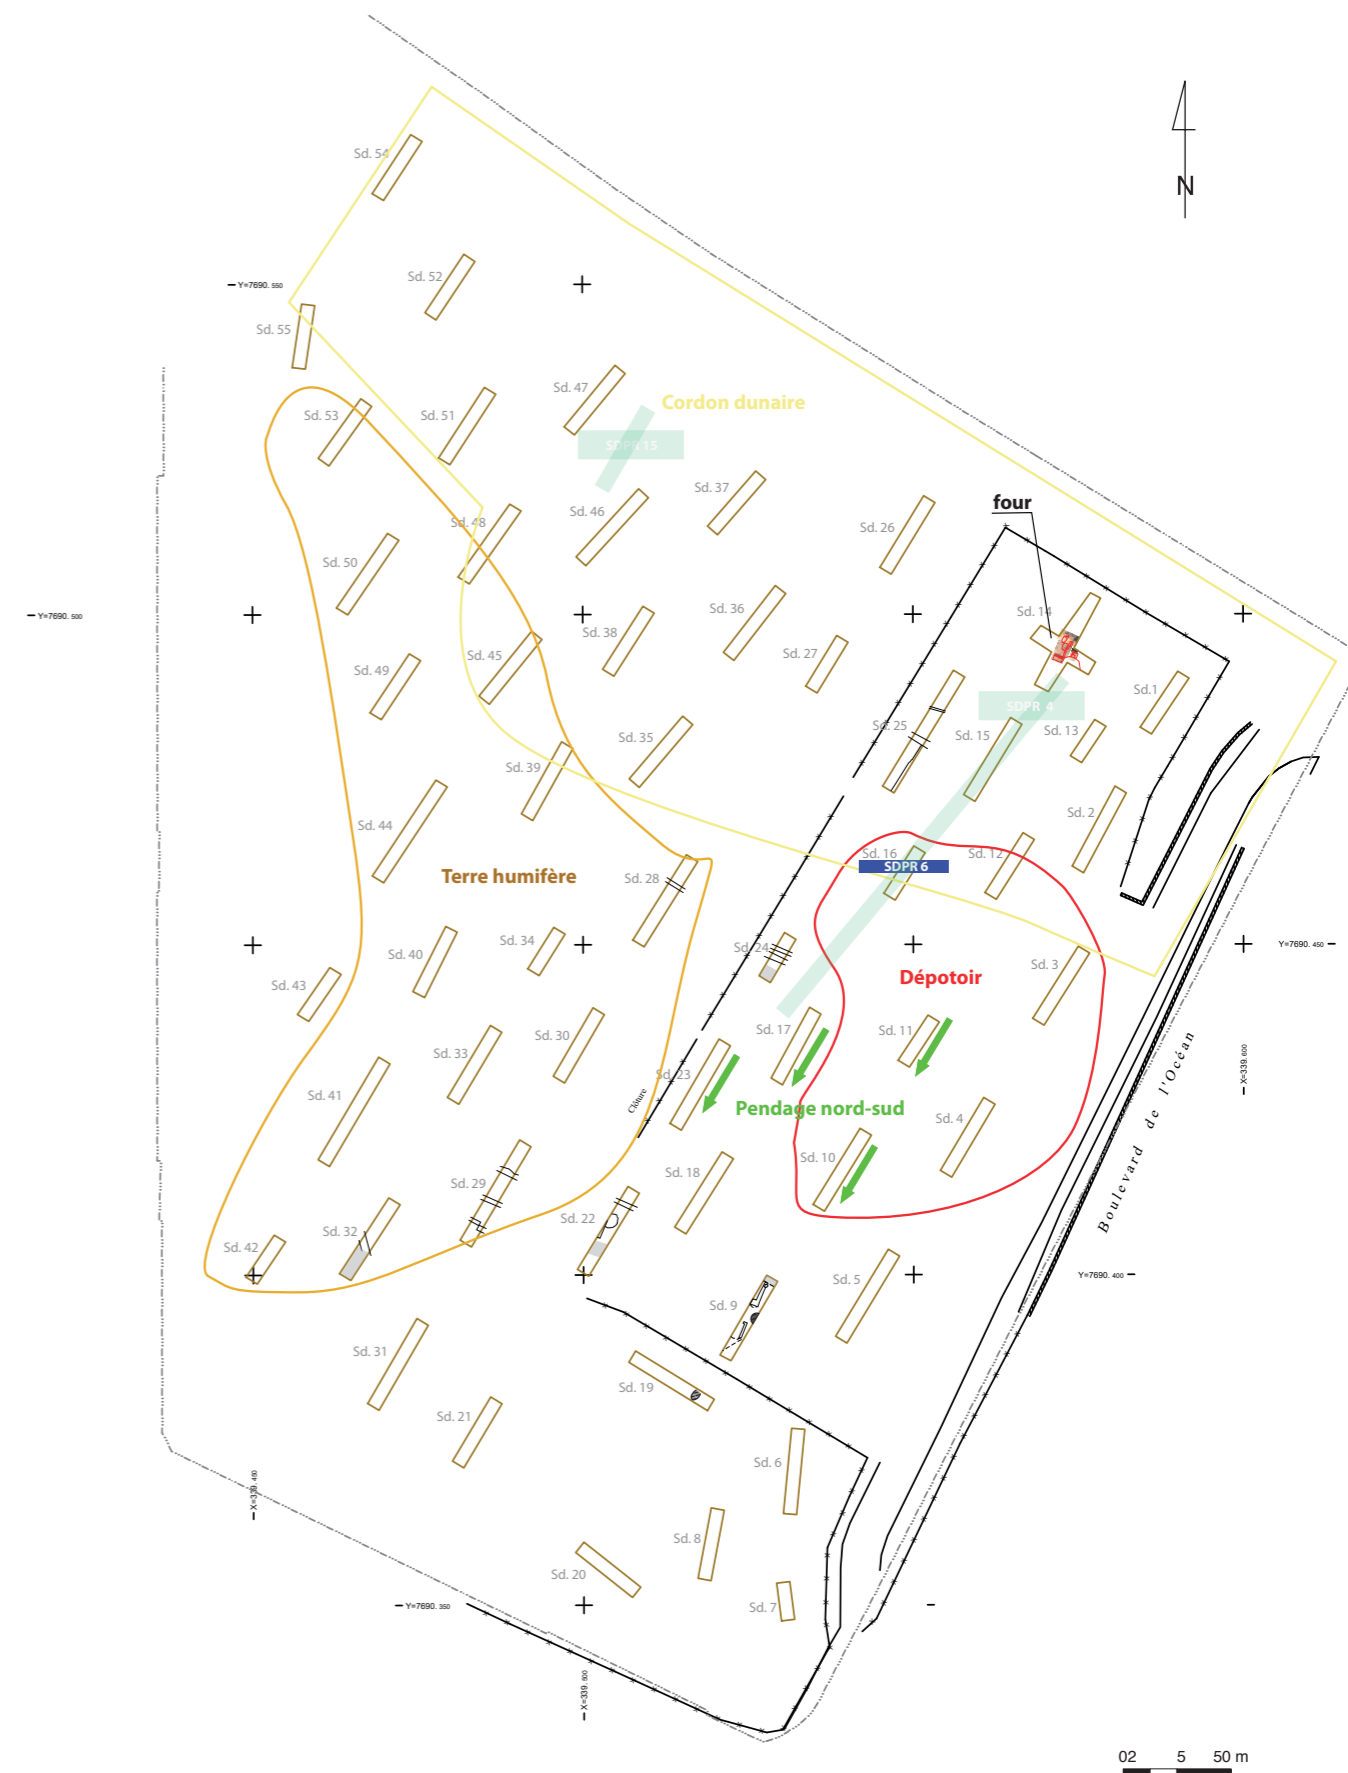 N
Sd. 54
Sd. 52
Y=7690. 550
Sd. 55
Sd. 47
Cordon dunaire
Sd. 53
Sd. 51
SDPR 15
Sd. 37
four
Sd. 46
Sd. 48
Sd. 26
Sd. 50
Y=7690. 500
Sd. 36
Sd. 14
Sd. 38
Sd. 27
Sd. 45
Sd. 49
Sd.1
SDPR 4
Sd. 25
Sd. 15
Sd. 13
Sd. 35
Sd. 39
Sd. 44
Sd. 2
Sd. 16
Sd. 12
SDPR 6
Terre humifère
Sd. 28
Sd. 34
Sd. 24
Y=7690. 450
Sd. 40
Sd. 3
Dépotoir
Sd. 43
Sd. 17
Sd. 11
Sd. 30
Sd. 33
Sd. 23
X=339. 600
Sd. 41
Clôture
Pendage nord-sud
Sd. 4
Boulevard de l'Océan
Sd. 10
Sd. 18
Sd. 29
Sd. 22
Sd. 32
Sd. 42
Y=7690. 400
Sd. 5
Sd. 9
Sd. 31
Sd. 19
Sd. 21
Sd. 6
X=339. 450
Sd. 8
Sd. 20
Sd. 7
Y=7690. 350
X=339. 500
02 5 50 m